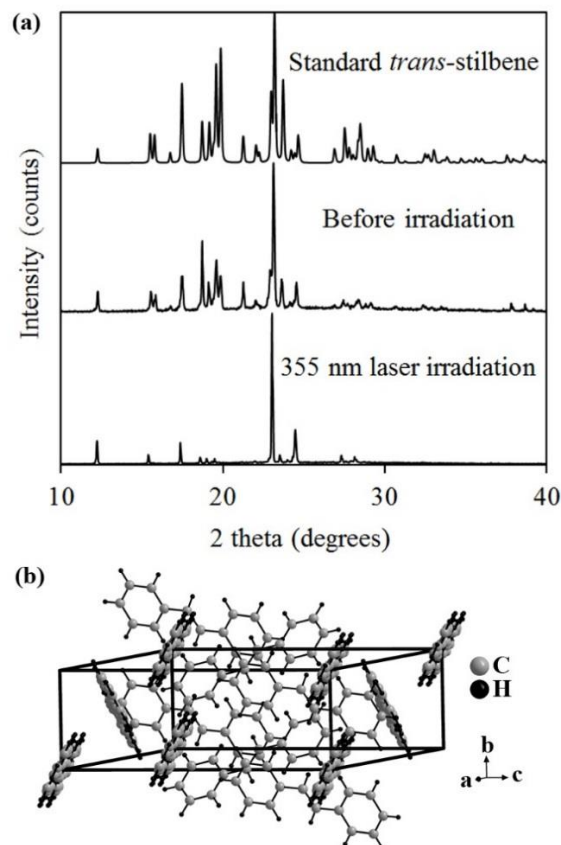 (a)
Standard trans-stilbene
Before irradiation
355 nm laser irradiation
Intensity (counts)
10 20 30 40
2 theta (degrees)
(b)
C
H
b
a c